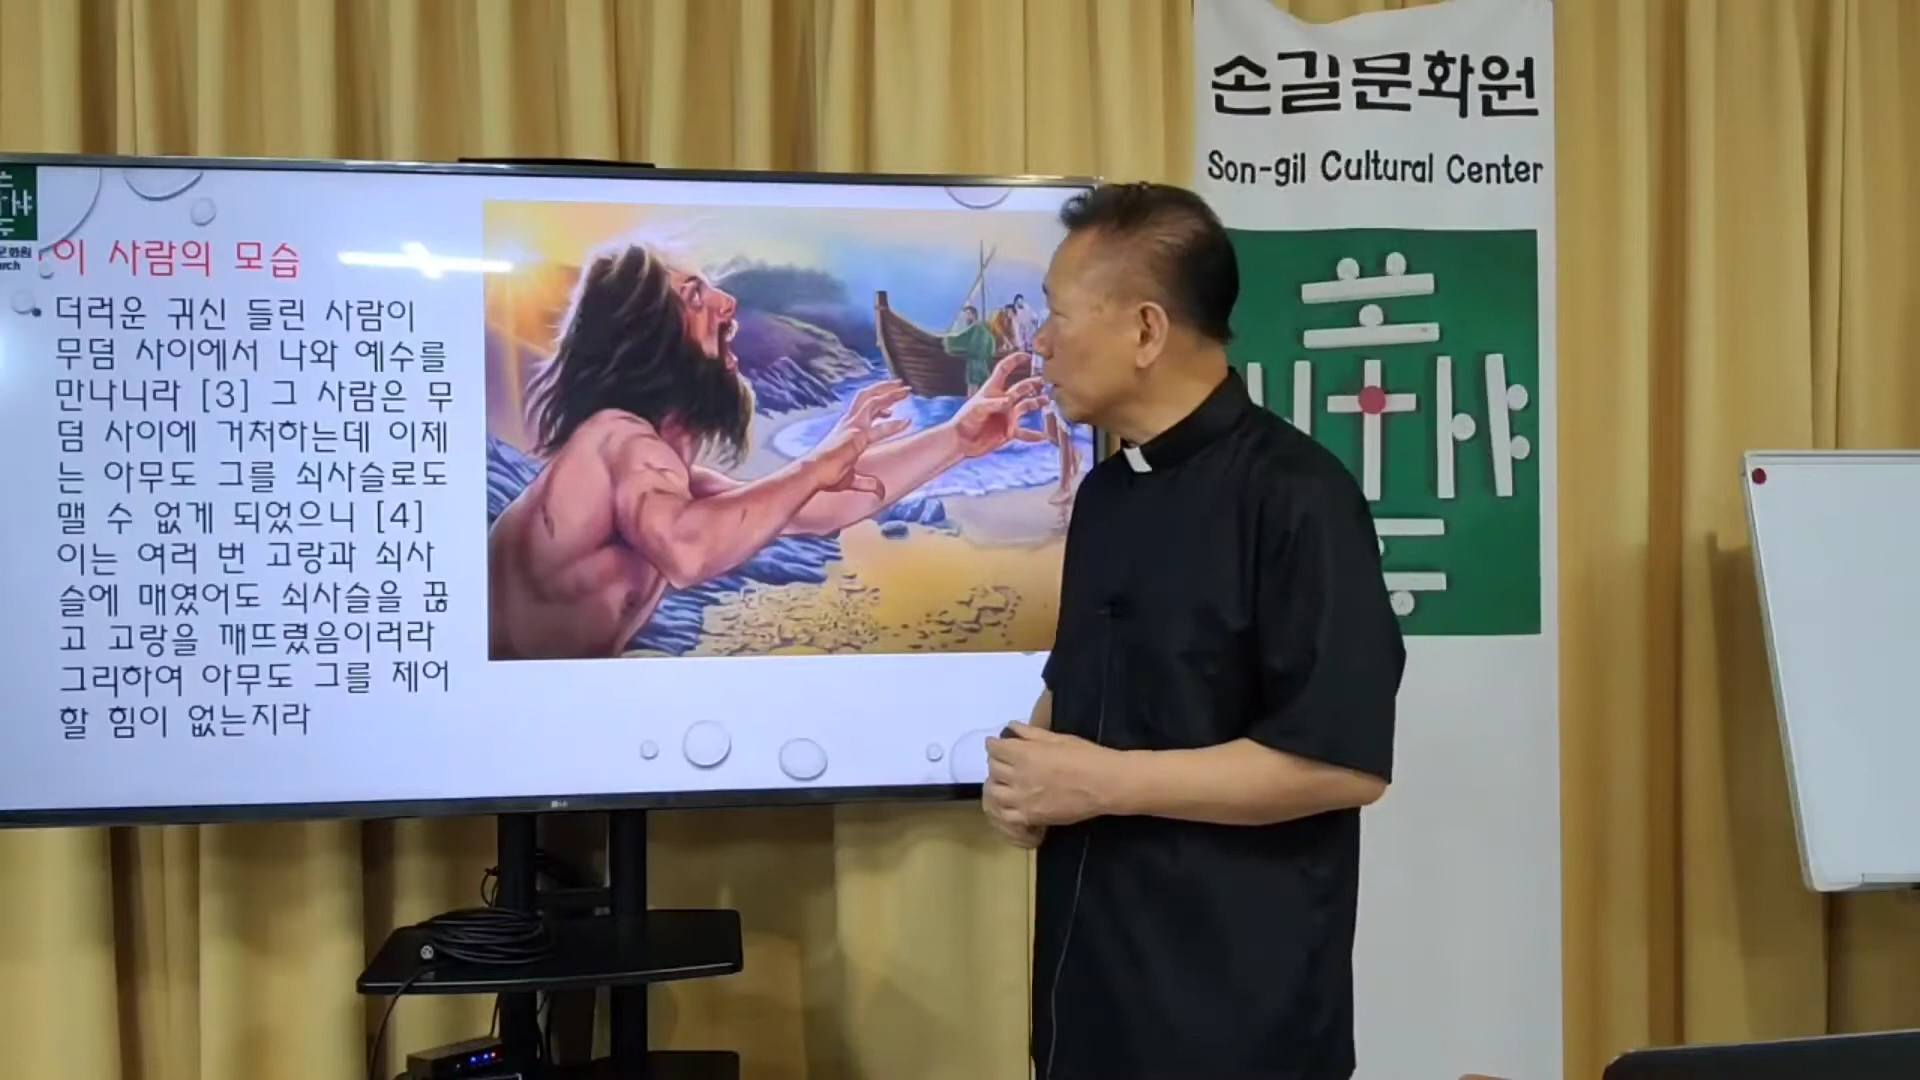 손길문화원
Son-gil Cultural Center
이 사람의 모습
더러운 귀신 들린 사람이
무덤 사이에서 나와 예수를
만나니라 [3] 그 사람은 무
덤 사이에 거처하는데 이제
는 아무도 그를 쇠사슬로도
맬 수 없게 되었으니 [4]
이는 여러 번 고랑과 쇠사
슬에 매였어도 쇠사슬을 끊
고 고랑을 깨뜨렸음이러라
그리하여 아무도 그를 제어
할 힘이 없는지라
LG